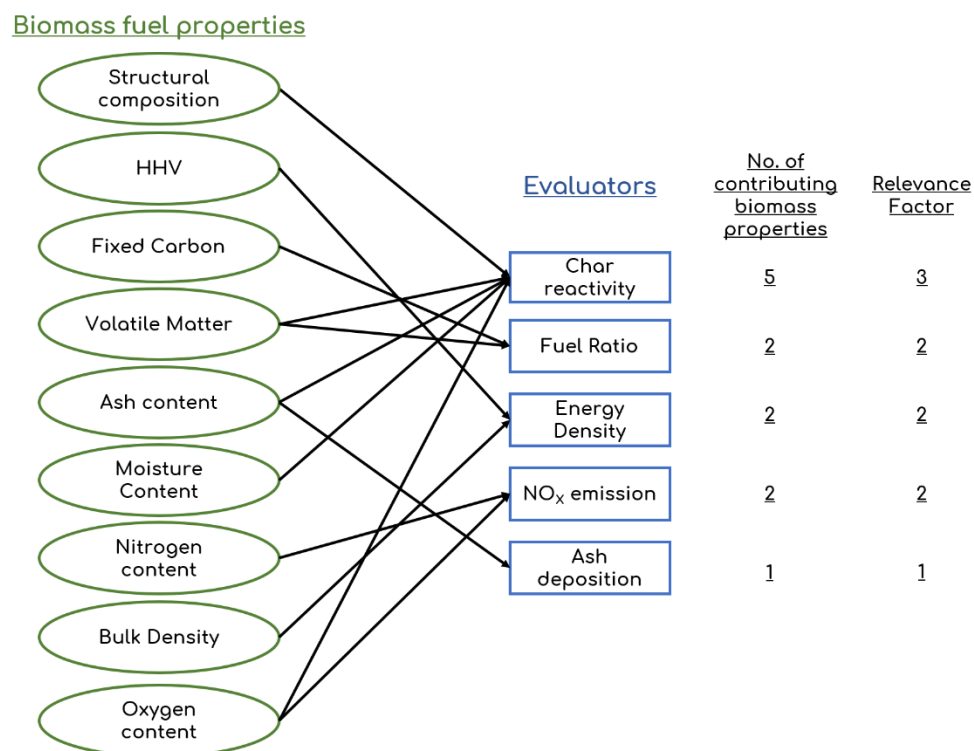 Biomass fuel properties
Structural
composition
HHV
Fixed Carbon
Volatile Matter
Ash content
Moisture
Content
Nitrogen
content
Bulk Density
Oxygen
content
Evaluators
Char
reactivity
Fuel Ratio
Energy
Density
NOx emission
Ash
deposition
No. of
contributing
biomass
properties
5
2
2
2
1
Relevance
Factor
3
2
2
2
1